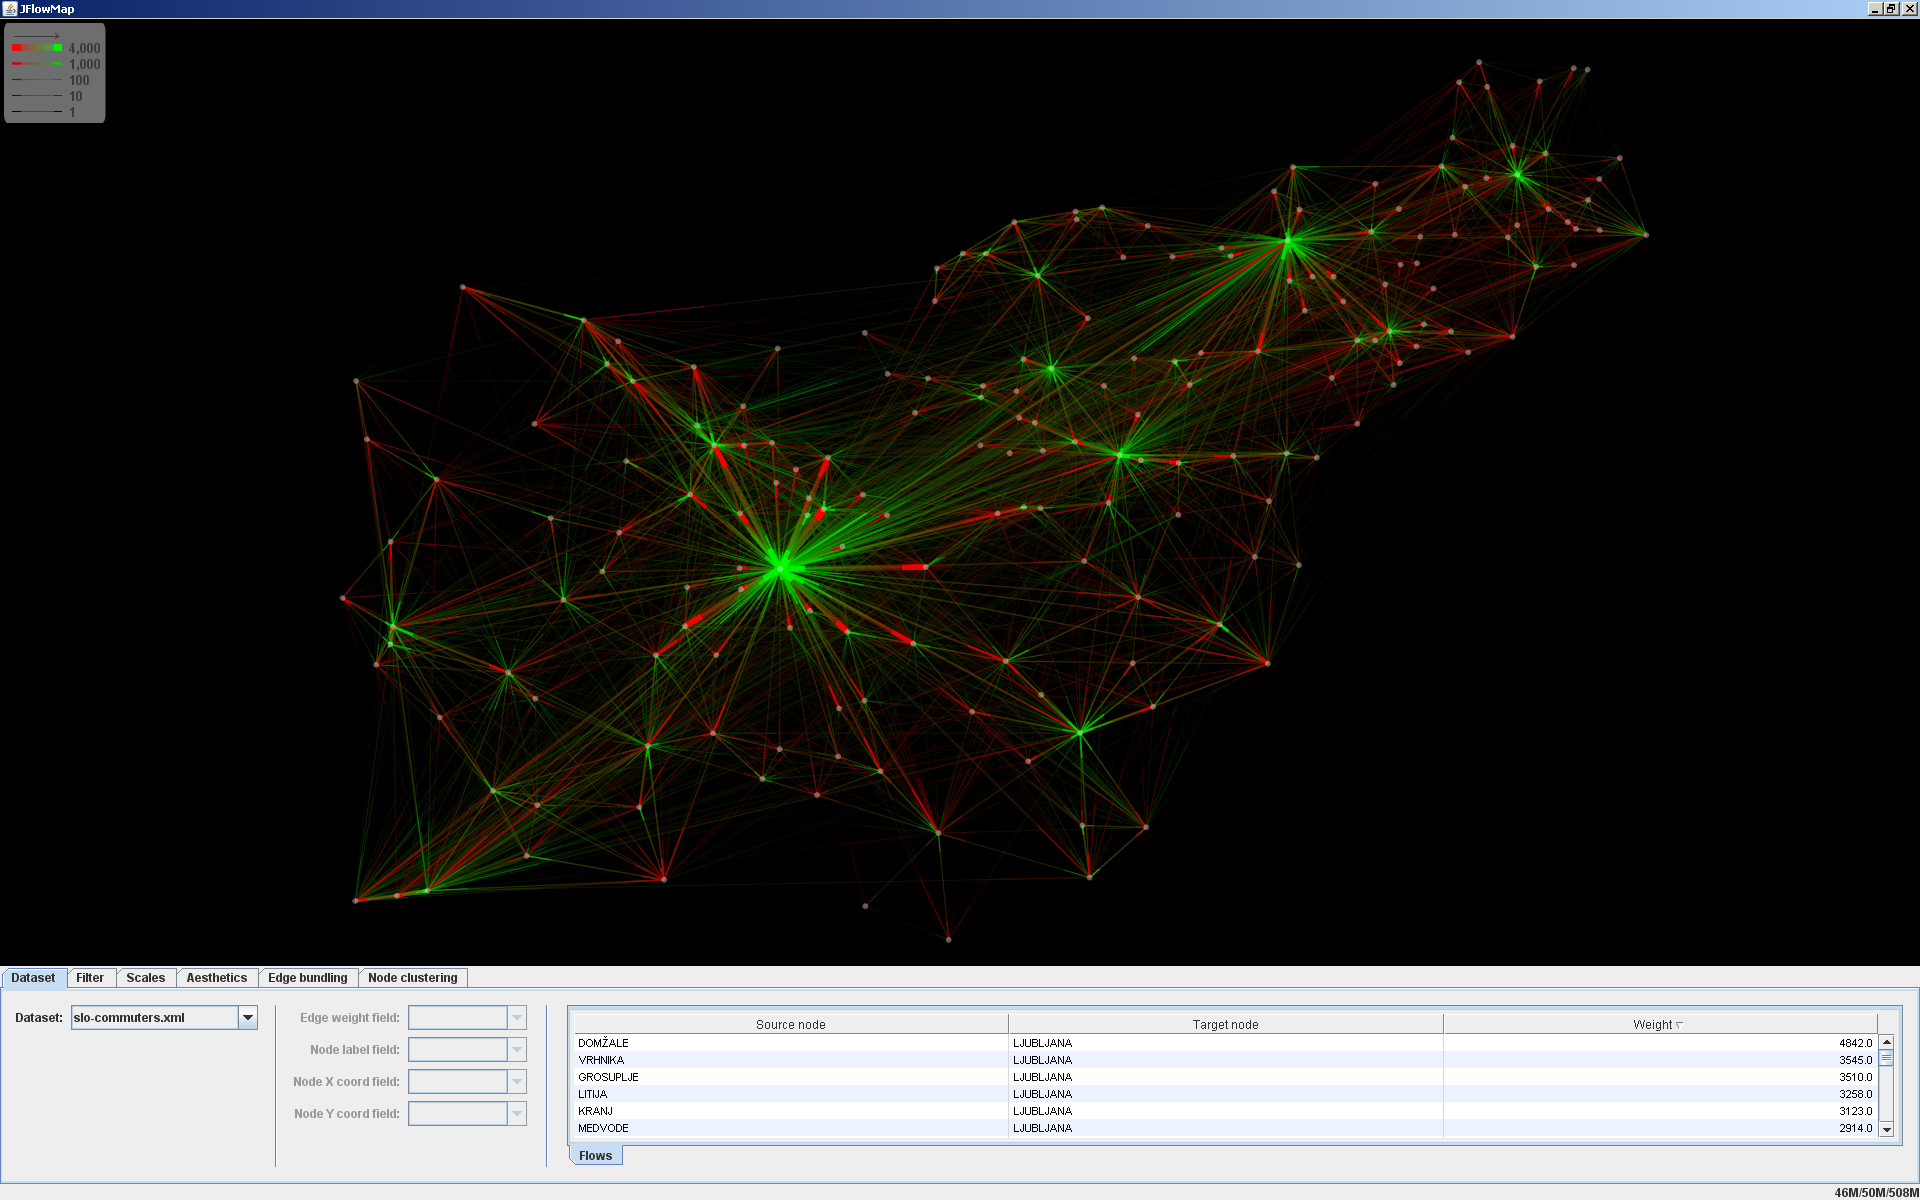 JFlowMap
4,000
1,000
100
10
1
Dataset
Filter
Scales
Aesthetics
Edge bundling
Node clustering
Dataset: slo-commuters.xml
Edge weight field:
Node label field:
Node X coord field:
Node Y coord field:
Source node Target node Weight
DOMŽALE LJUBLJANA 4842.0
VRHNIKA LJUBLJANA 3545.0
GROSUPLJE LJUBLJANA 3510.0
LITIJA LJUBLJANA 3258.0
KRANJ LJUBLJANA 3123.0
MEDVODE LJUBLJANA 2914.0
Flows
46M/50M/508M